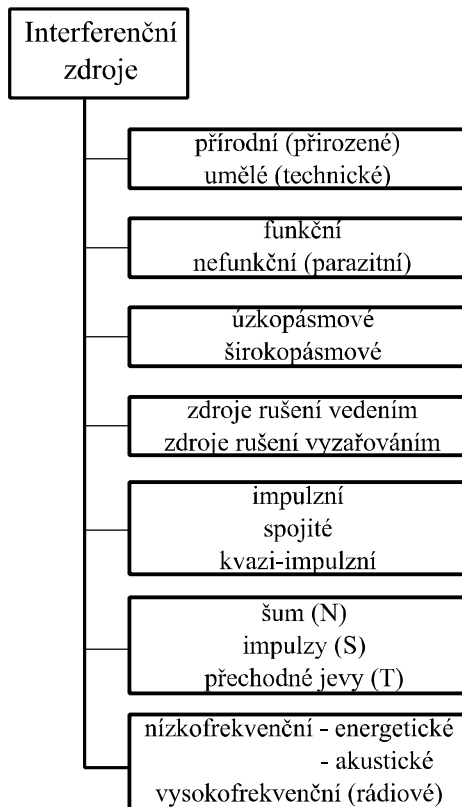 Interferenční
zdroje
přírodní (přirozené)
umělé (technické)
funkční
nefunkční (parazitní)
úzkopásmové
širokopásmové
zdroje rušení vedením
zdroje rušení vyzařováním
impulzní
spojité
kvazi-impulzní
šum (N)
impulzy (S)
přechodné jevy (T)
nízkofrekvenční - energetické
- akustické
vysokofrekvenční (rádiové)